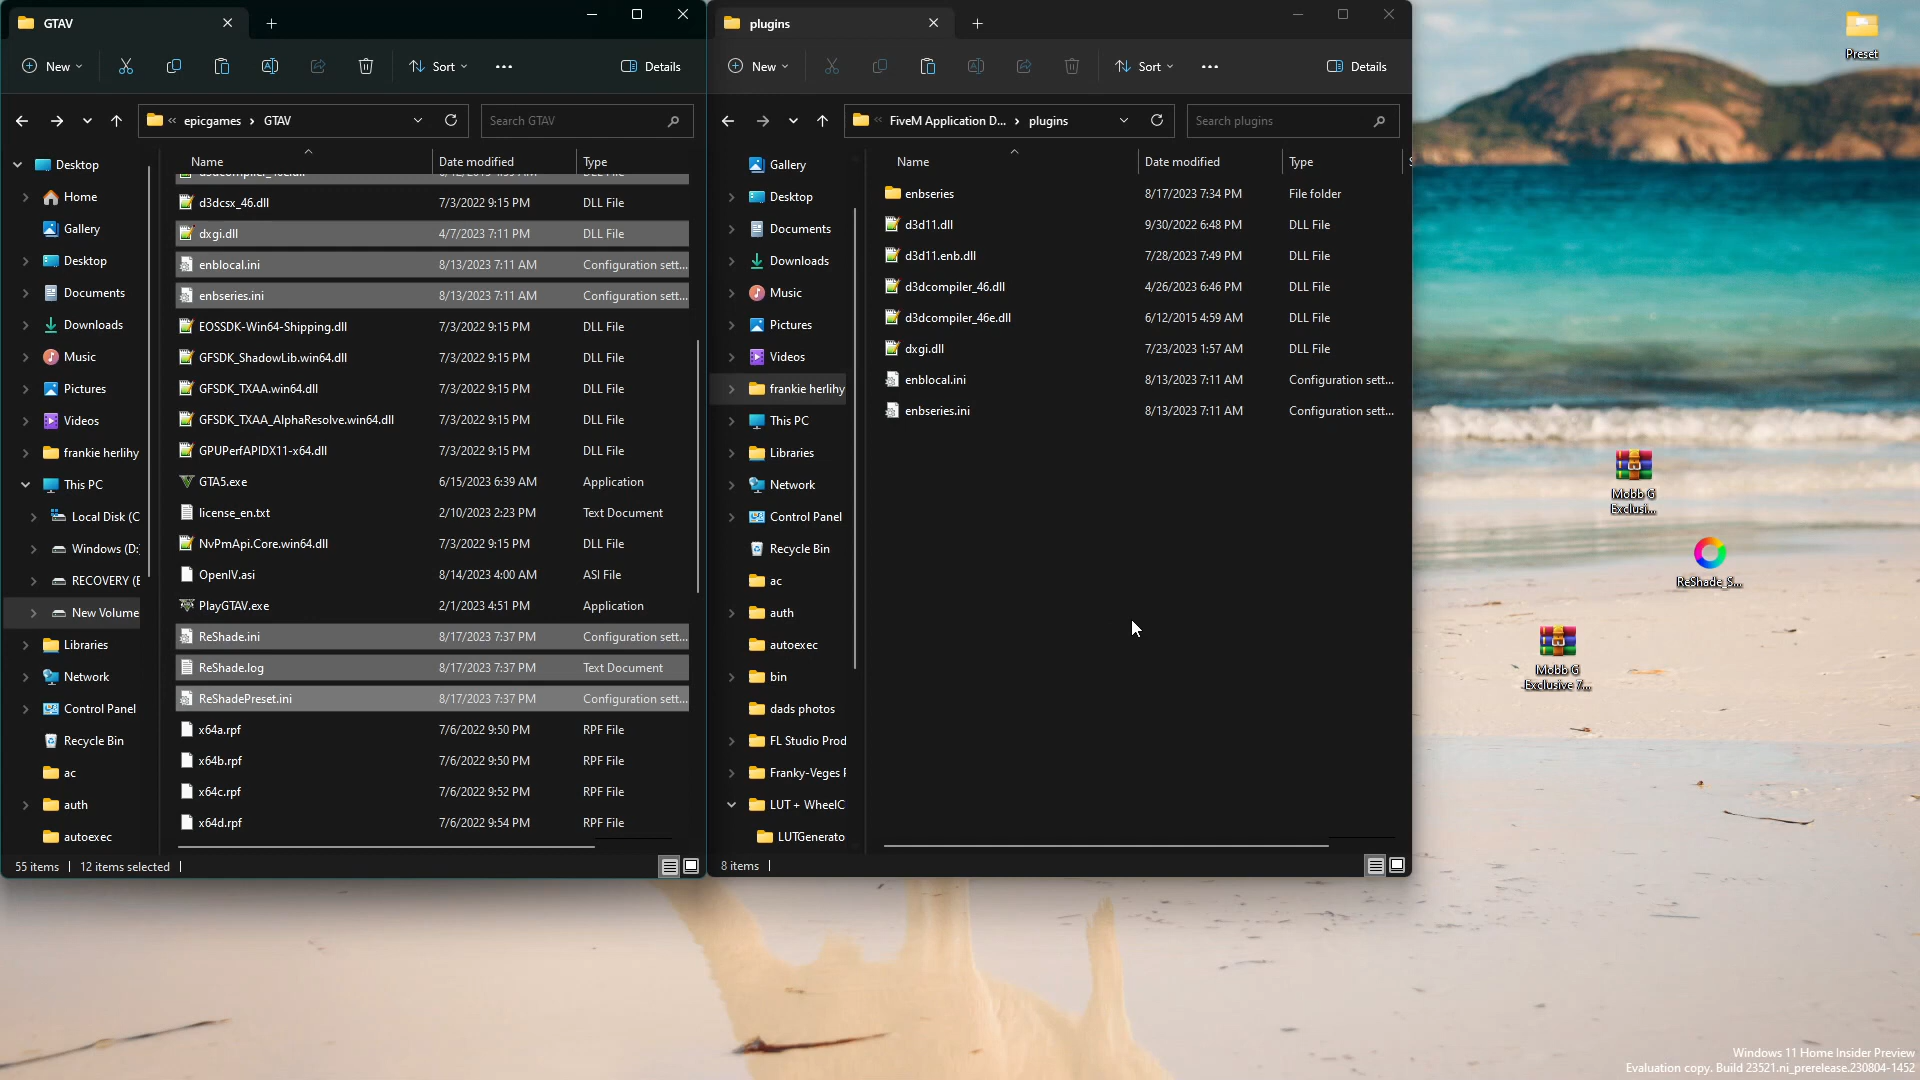 GTAV
New
Sort
Details
epicgames > GTAV
Search GTAV
Desktop
Home
Gallery
Desktop
Documents
Downloads
Music
Pictures
Videos
frankie herlihy
This PC
Local Disk (C
Windows (D:
RECOVERY (E
New Volume
Libraries
Network
Control Panel
Recycle Bin
ac
auth
autoexec
Name Date modified Type
d3dcsx_46.dll 7/3/2022 9:15 PM DLL File
dxgi.dll 4/7/2023 7:11 PM DLL File
enblocal.ini 8/13/2023 7:11 AM Configuration sett...
enbseries.ini 8/13/2023 7:11 AM Configuration sett...
EOSSDK-Win64-Shipping.dll 7/3/2022 9:15 PM DLL File
GFSDK_ShadowLib.win64.dll 7/3/2022 9:15 PM DLL File
GFSDK_TXAA.win64.dll 7/3/2022 9:15 PM DLL File
GFSDK_TXAA_AlphaResolve.win64.dll 7/3/2022 9:15 PM DLL File
GPUPerfAPIDX11-x64.dll 7/3/2022 9:15 PM DLL File
GTA5.exe 6/15/2023 6:39 AM Application
license_en.txt 2/10/2023 2:23 PM Text Document
NvPmApi.Core.win64.dll 7/3/2022 9:15 PM DLL File
OpenIV.asi 8/14/2023 4:00 AM ASI File
PlayGTAV.exe 2/1/2023 4:51 PM Application
ReShade.ini 8/17/2023 7:37 PM Configuration sett...
ReShade.log 8/17/2023 7:37 PM Text Document
ReShadePreset.ini 8/17/2023 7:37 PM Configuration sett...
x64a.rpf 7/6/2022 9:50 PM RPF File
x64b.rpf 7/6/2022 9:50 PM RPF File
x64c.rpf 7/6/2022 9:52 PM RPF File
x64d.rpf 7/6/2022 9:54 PM RPF File
55 items 12 items selected
plugins
New
Sort
Details
FiveM Application D... > plugins
Search plugins
Gallery
Desktop
Documents
Downloads
Music
Pictures
Videos
frankie herlihy
This PC
Libraries
Network
Control Panel
Recycle Bin
ac
auth
autoexec
bin
dads photos
FL Studio Prod
Franky-Veges F
LUT + WheelC
LUTGenerato
Name Date modified Type
enbseries 8/17/2023 7:34 PM File folder
d3d11.dll 9/30/2022 6:48 PM DLL File
d3d11.enb.dll 7/28/2023 7:49 PM DLL File
d3dcompiler_46.dll 4/26/2023 6:46 PM DLL File
d3dcompiler_46e.dll 6/12/2015 4:59 AM DLL File
dxgi.dll 7/23/2023 1:57 AM DLL File
enblocal.ini 8/13/2023 7:11 AM Configuration sett...
enbseries.ini 8/13/2023 7:11 AM Configuration sett...
8 items
Preset
Mobb G
Exclusi...
ReShade_S...
Mobb G
Exclusive 7...
Windows 11 Home Insider Preview
Evaluation copy. Build 23521.ni_prerelease.230804-1452